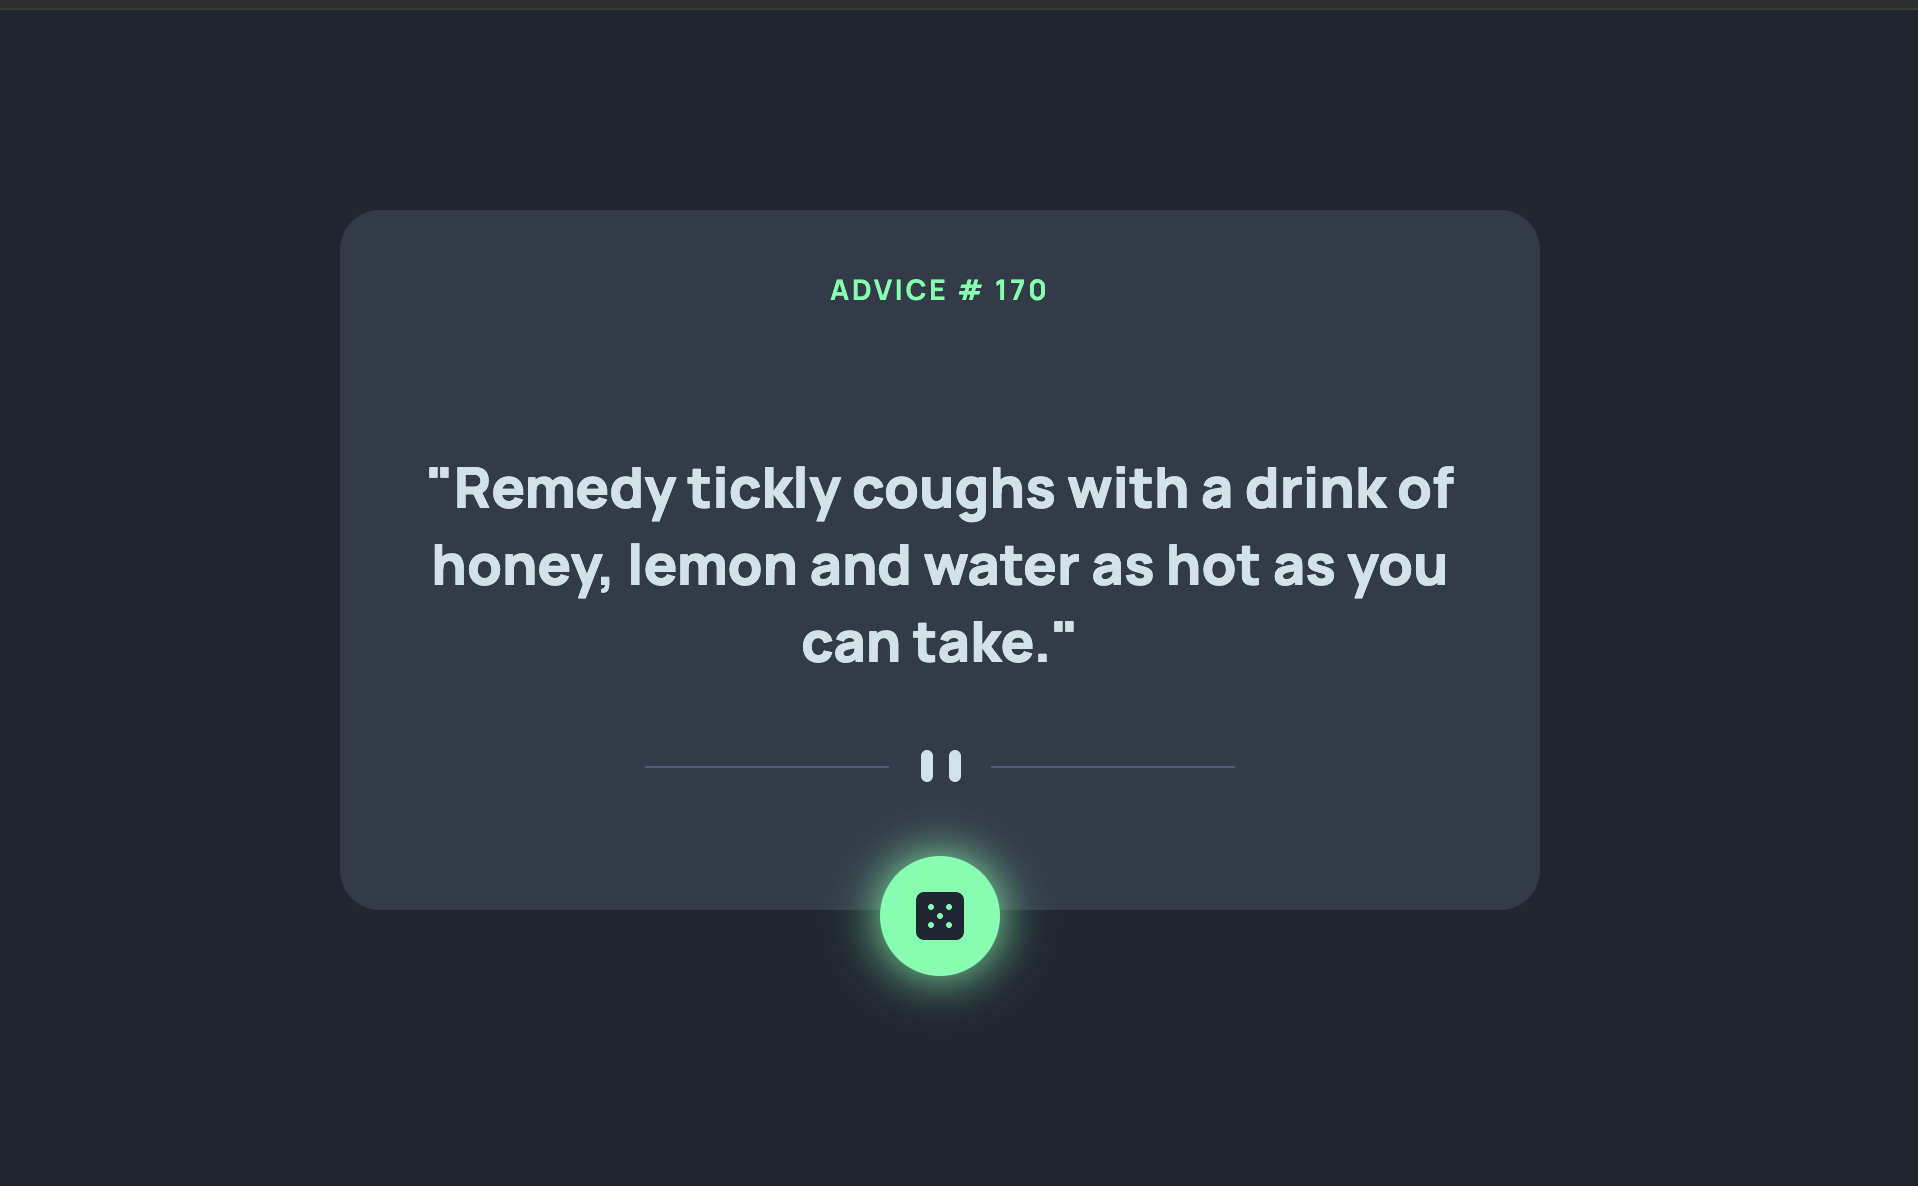 ADVICE # 170
"Remedy tickly coughs with a drink of
honey, lemon and water as hot as you
can take."